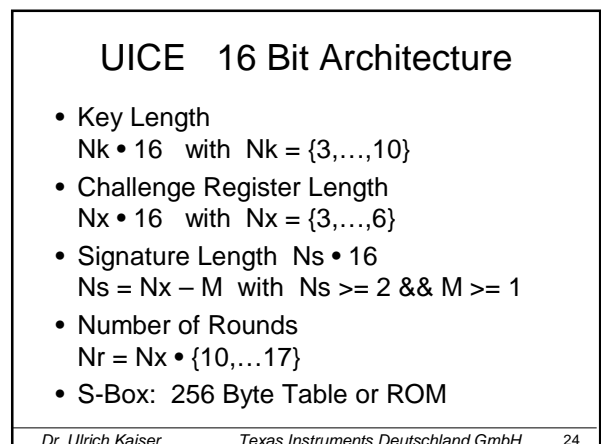 UICE 16 Bit Architecture
• Key Length
Nk • 16 with Nk = {3,…,10}
• Challenge Register Length
Nx • 16 with Nx = {3,…,6}
• Signature Length Ns • 16
Ns = Nx – M with Ns >= 2 && M >= 1
• Number of Rounds
Nr = Nx • {10,…17}
• S-Box: 256 Byte Table or ROM
Dr. Ulrich Kaiser Texas Instruments Deutschland GmbH 24